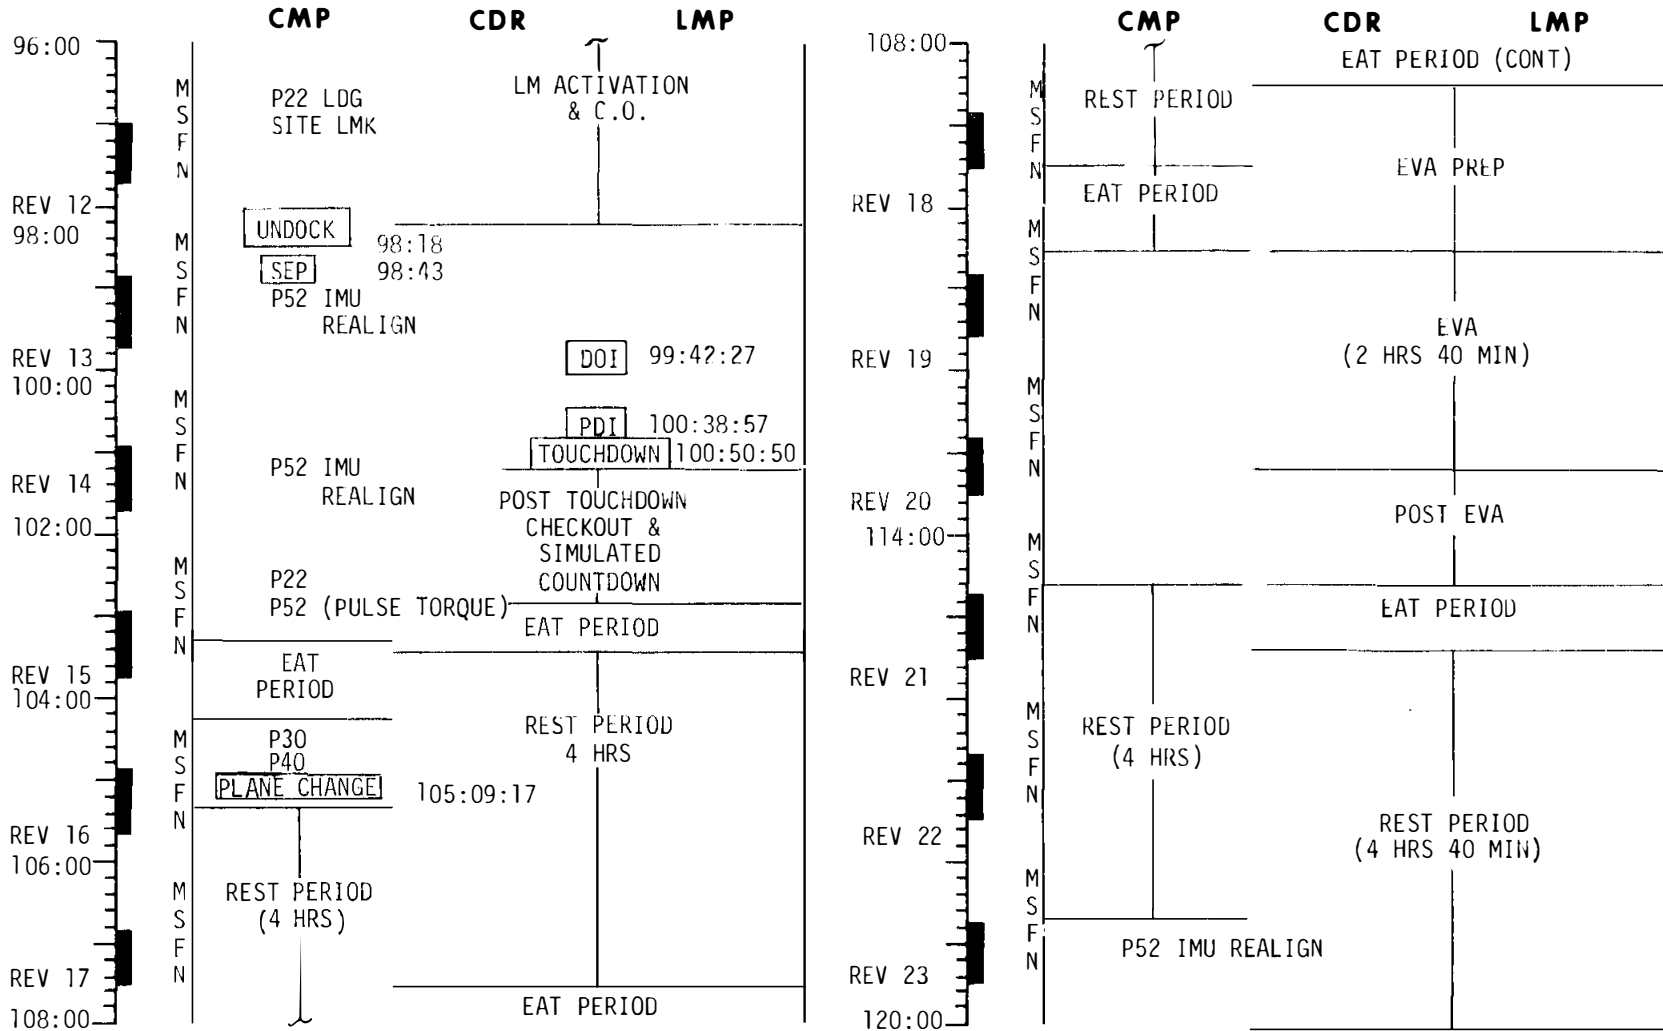 CMP CDR LMP
96:00
M
S
F
N
P22 LDG
SITE LMK
LM ACTIVATION
& C.O.
REV 12
98:00
M
S
F
N
UNDOCK 98:18
SEP 98:43
P52 IMU
REALIGN
REV 13
100:00
DOI 99:42:27
M
S
F
N
PDI 100:38:57
TOUCHDOWN 100:50:50
P52 IMU
REALIGN
REV 14
102:00
POST TOUCHDOWN
CHECKOUT &
SIMULATED
COUNTDOWN
M
S
F
N
P22
P52 (PULSE TORQUE)
EAT PERIOD
EAT
PERIOD
REV 15
104:00
REST PERIOD
4 HRS
M
S
F
N
P30
P40
PLANE CHANGE 105:09:17
REV 16
106:00
M
S
F
N
REST PERIOD
(4 HRS)
REV 17
108:00
EAT PERIOD
CMP CDR LMP
108:00
EAT PERIOD (CONT)
M
S
F
N
REST PERIOD
EVA PREP
EAT PERIOD
REV 18
M
S
F
N
EVA
(2 HRS 40 MIN)
REV 19
M
S
F
N
REV 20
114:00
POST EVA
M
S
F
N
EAT PERIOD
REV 21
M
S
F
N
REST PERIOD
(4 HRS)
REV 22
REST PERIOD
(4 HRS 40 MIN)
M
S
F
N
P52 IMU REALIGN
REV 23
120:00